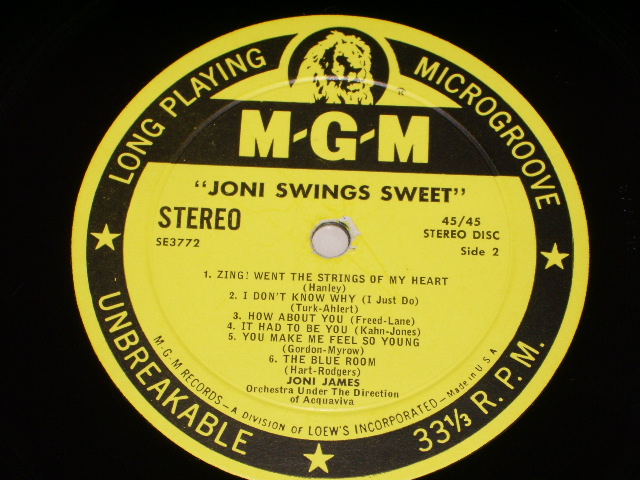 LONG PLAYING
MICROGROOVE
R
M-G-M
"JONI SWINGS SWEET"
STEREO
SE3772
45/45
STEREO DISC
Side 2
1. ZING! WENT THE STRINGS OF MY HEART
(Hanley)
2. I DON'T KNOW WHY (I Just Do)
(Turk-Ahlert)
3. HOW ABOUT YOU (Freed-Lane)
4. IT HAD TO BE YOU (Kahn-Jones)
5. YOU MAKE ME FEEL SO YOUNG
(Gordon-Myrow)
6. THE BLUE ROOM
(Hart-Rodgers)
JONI JAMES
Orchestra Under The Direction
of Acquaviva
M-G-M RECORDS—A DIVISION OF LOEW'S INCORPORATED—Made in U.S.A
UNBREAKABLE
33⅓ R.P.M.